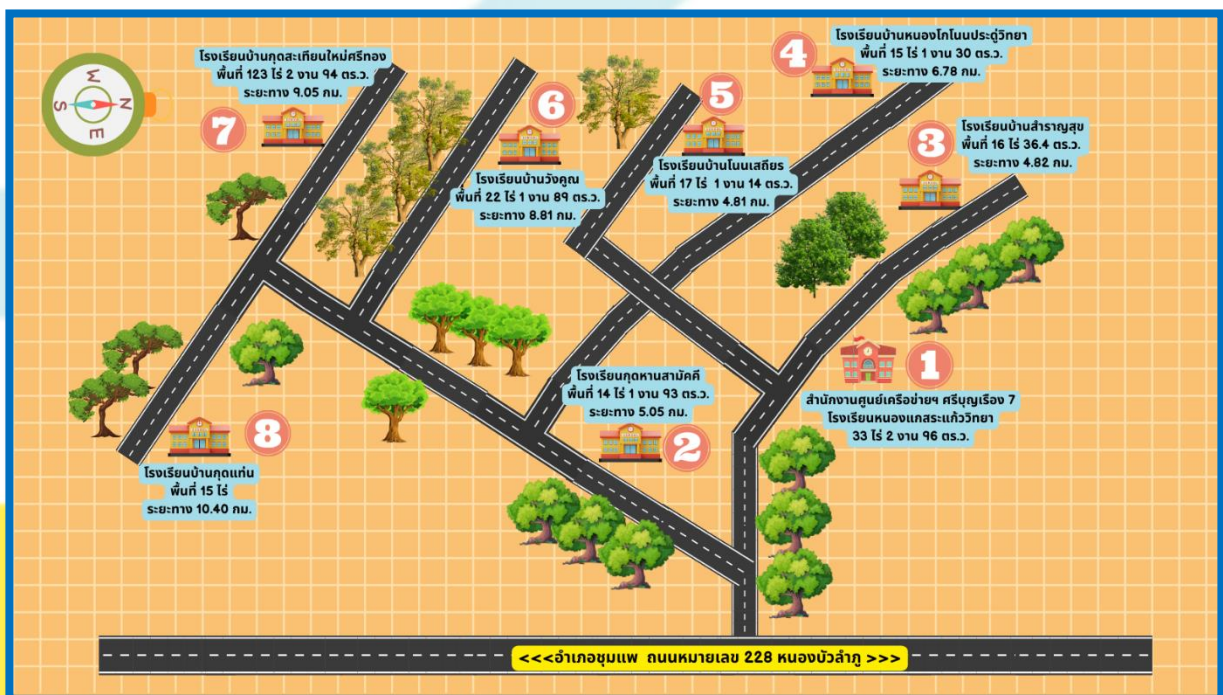 W
N
S
E
โรงเรียนบ้านกุดสะเทียนใหม่ศรีทอง
พื้นที่ 123 ไร่ 2 งาน 94 ตร.ว.
ระยะทาง 9.05 กม.
7
6
โรงเรียนบ้านวังคูณ
พื้นที่ 22 ไร่ 1 งาน 89 ตร.ว.
ระยะทาง 8.81 กม.
5
โรงเรียนบ้านโนนเสถียร
พื้นที่ 17 ไร่ 1 งาน 14 ตร.ว.
ระยะทาง 4.81 กม.
4
โรงเรียนบ้านหนองโกโนนประดู่วิทยา
พื้นที่ 15 ไร่ 1 งาน 30 ตร.ว.
ระยะทาง 6.78 กม.
3
โรงเรียนบ้านสำราญสุข
พื้นที่ 16 ไร่ 36.4 ตร.ว.
ระยะทาง 4.82 กม.
1
สำนักงานศูนย์เครือข่ายฯ ศรีบุญเรือง 7
โรงเรียนหนองแกสระแก้ววิทยา
33 ไร่ 2 งาน 96 ตร.ว.
โรงเรียนกุดหานสามัคคี
พื้นที่ 14 ไร่ 1 งาน 93 ตร.ว.
ระยะทาง 5.05 กม.
2
8
โรงเรียนบ้านกุดแท่น
พื้นที่ 15 ไร่
ระยะทาง 10.40 กม.
<<<อำเภอชุมแพ ถนนหมายเลข 228 หนองบัวลำภู >>>